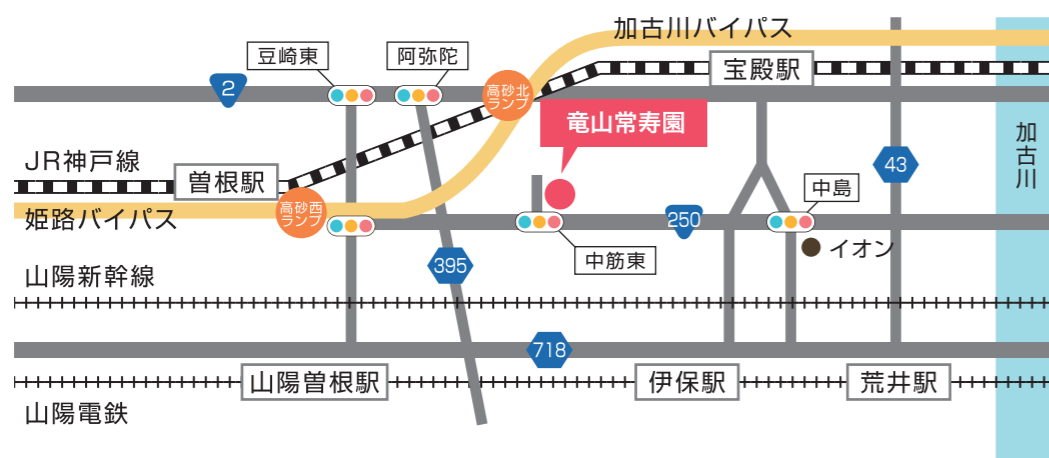 加古川バイパス
豆崎東
阿弥陀
宝殿駅
2
高砂北
ランプ
竜山常寿園
加古川
JR神戸線
曽根駅
43
中島
高砂西
ランプ
姫路バイパス
250
イオン
中筋東
395
山陽新幹線
718
山陽曽根駅
伊保駅
荒井駅
山陽電鉄